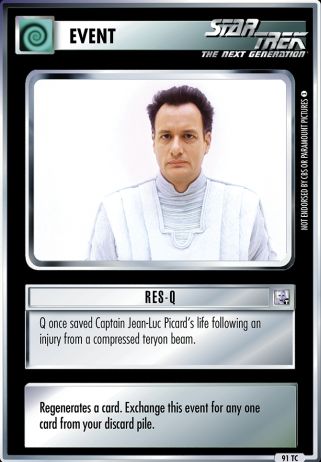 EVENT
STAR TREK
THE NEXT GENERATION
NOT ENDORSED BY CBS OR PARAMOUNT PICTURES
RES-Q
Q once saved Captain Jean-Luc Picard's life following an
injury from a compressed teryon beam.
Regenerates a card. Exchange this event for any one
card from your discard pile.
91 TC